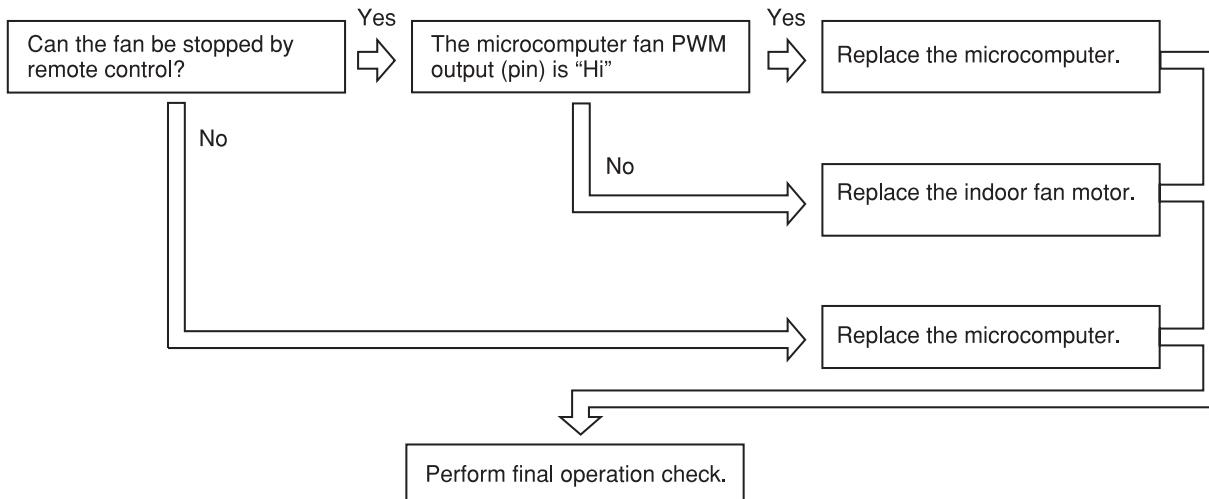 Yes
Yes
Can the fan be stopped by
remote control?
The microcomputer fan PWM
output (pin) is “Hi”
Replace the microcomputer.
No
No
Replace the indoor fan motor.
Replace the microcomputer.
Perform final operation check.